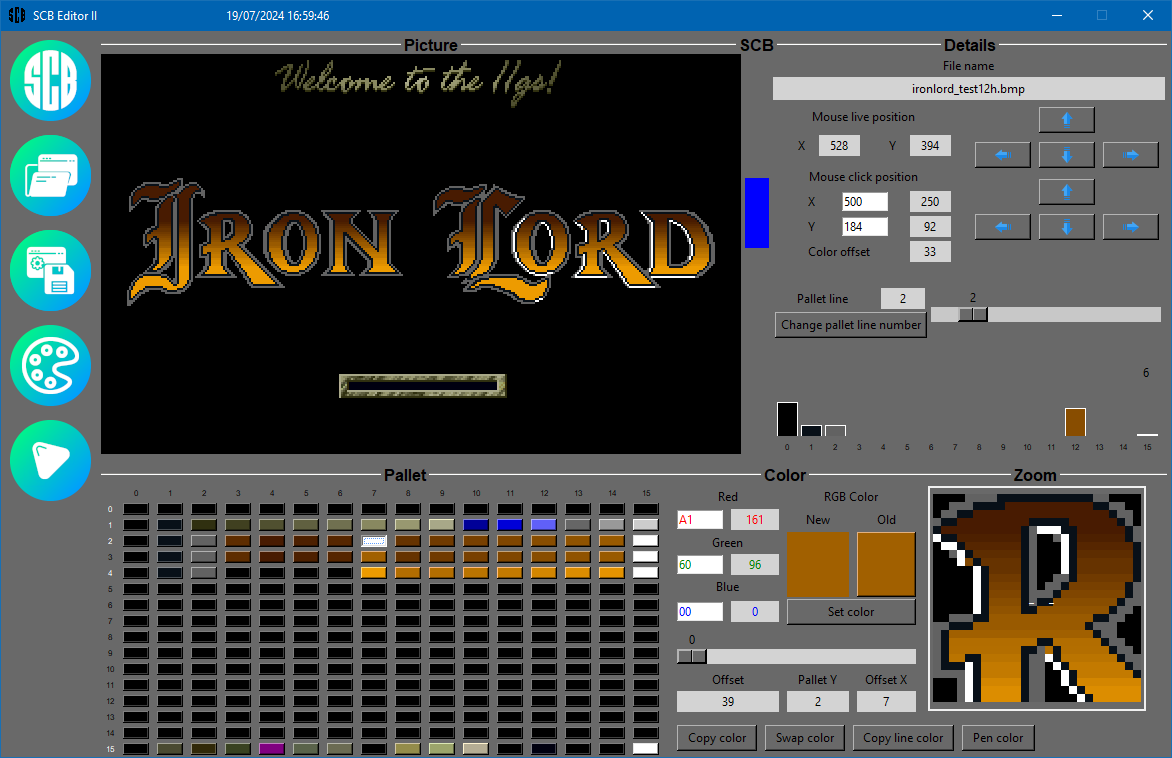 SCB SCB Editor II 19/07/2024 16:59:46
Picture SCB Details
SCB
Welcome to the IIgs!
File name
ironlord_test12h.bmp
Mouse live position
X 528 Y 394
Mouse click position
X 500 250
Y 184 92
Color offset 33
IRON LORD
Pallet line 2 2
Change pallet line number
6
0 1 2 3 4 5 6 7 8 9 10 11 12 13 14 15
Pallet Color Zoom
0 1 2 3 4 5 6 7 8 9 10 11 12 13 14 15
0
1
2
3
4
5
6
7
8
9
10
11
12
13
14
15
Red RGB Color
A1 161 New Old
Green
60 96
Blue
00 0 Set color
0
Offset Pallet Y Offset X
39 2 7
Copy color Swap color Copy line color Pen color